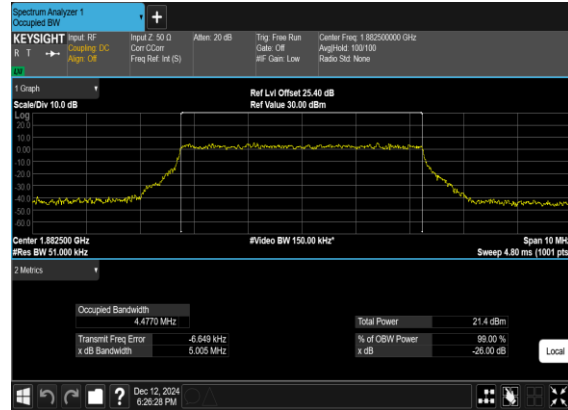 Spectrum Analyzer 1
Occupied BW
KEYSIGHT Input: RF Input Z: 50 Ω Atten: 20 dB Trig: Free Run Center Freq: 1.882500000 GHz
R T Coupling: DC Corr CCorr Gate: Off Avg|Hold: 100/100
Align: Off Freq Ref: Int (S) #IF Gain: Low Radio Std: None
1 Graph
Ref Lvl Offset 25.40 dB
Scale/Div 10.0 dB Ref Value 30.00 dBm
Log
20.0
10.0
0.00
-10.0
-20.0
-30.0
-40.0
-50.0
-60.0
Center 1.882500 GHz #Video BW 150.00 kHz* Span 10 MHz
#Res BW 51.000 kHz Sweep 4.80 ms (1001 pts)
2 Metrics
Occupied Bandwidth
4.4770 MHz Total Power 21.4 dBm
Transmit Freq Error -6.649 kHz % of OBW Power 99.00 %
x dB Bandwidth 5.005 MHz x dB -26.00 dB
Local
Dec 12, 2024
6:26:28 PM